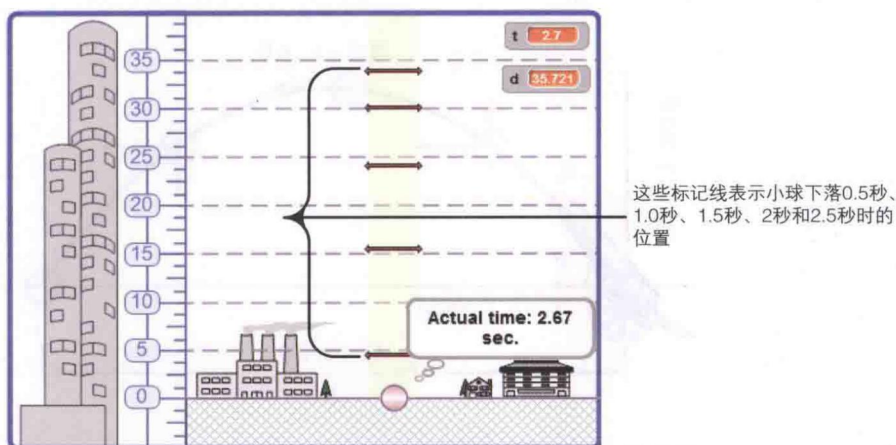 t 2.7
35
d 35.721
30
25
20
15
10
5
0
这些标记线表示小球下落0.5秒、
1.0秒、1.5秒、2秒和2.5秒时的
位置
Actual time: 2.67
sec.